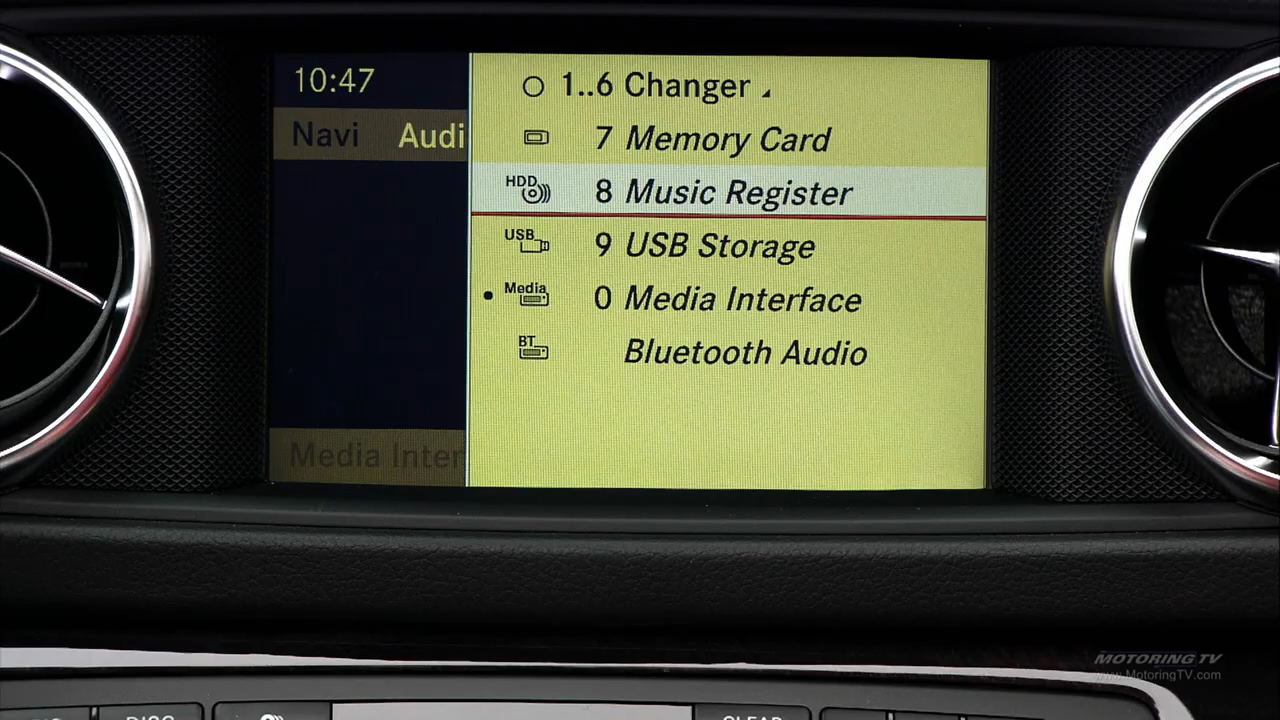 10:47
Navi Audi
1..6 Changer
7 Memory Card
HDD 8 Music Register
USB 9 USB Storage
Media 0 Media Interface
BT Bluetooth Audio
Media Inter
MOTORING TV
www.MotoringTV.com
DISC
CLEAR